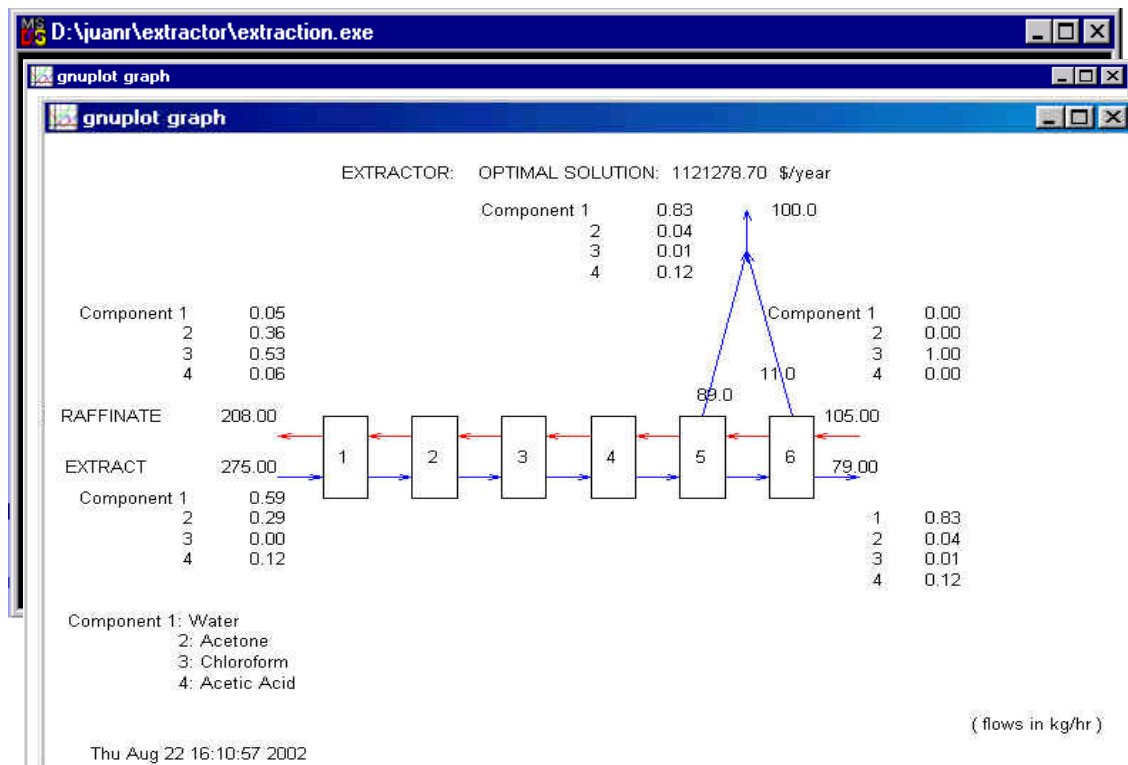 D:\juanr\extractor\extraction.exe
gnuplot graph
gnuplot graph
EXTRACTOR: OPTIMAL SOLUTION: 1121278.70 $/year
Component 1 0.83 100.0
2 0.04
3 0.01
4 0.12
Component 1 0.05 Component 1 0.00
2 0.36 2 0.00
3 0.53 3 1.00
4 0.06 11.0 4 0.00
89.0
RAFFINATE 208.00 105.00
1 2 3 4 5 6
EXTRACT 275.00 79.00
Component 1 0.59
2 0.29 1 0.83
3 0.00 2 0.04
4 0.12 3 0.01
4 0.12
Component 1: Water
2: Acetone
3: Chloroform
4: Acetic Acid
( flows in kg/hr )
Thu Aug 22 16:10:57 2002